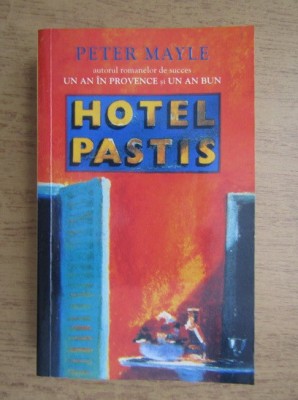 PETER MAYLE
autorul romanelor de succes
UN AN ÎN PROVENCE și UN AN BUN
HOTEL
PASTIS